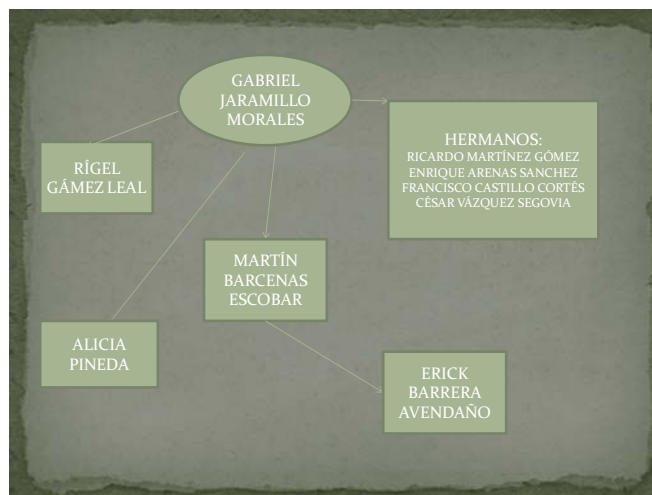 GABRIEL
JARAMILLO
MORALES
HERMANOS:
RICARDO MARTÍNEZ GÓMEZ
ENRIQUE ARENAS SANCHEZ
FRANCISCO CASTILLO CORTÉS
CÉSAR VÁZQUEZ SEGOVIA
RÍGEL
GÁMEZ LEAL
MARTÍN
BARCENAS
ESCOBAR
ALICIA
PINEDA
ERICK
BARRERA
AVENDAÑO